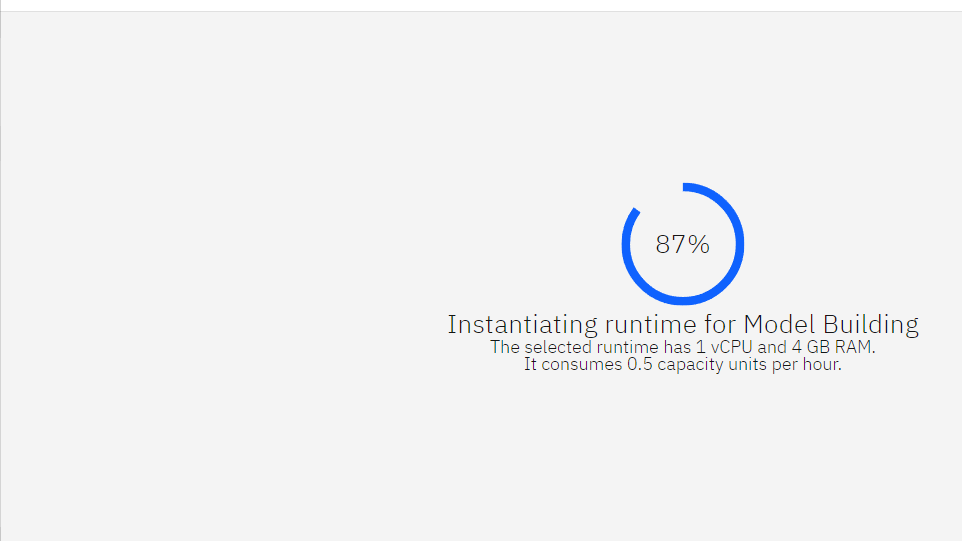 87%
Instantiating runtime for Model Building
The selected runtime has 1 vCPU and 4 GB RAM.
It consumes 0.5 capacity units per hour.